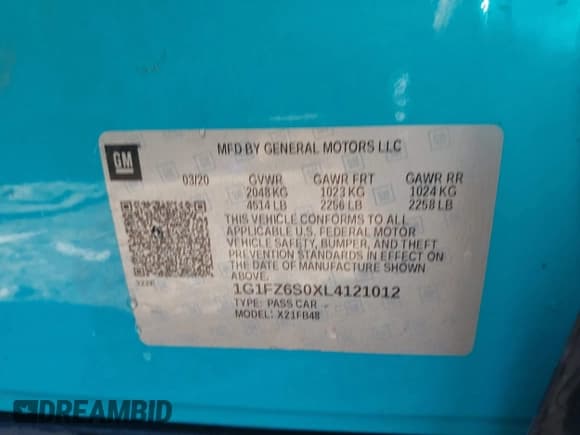 GM
MFD BY GENERAL MOTORS LLC
03/20 GVWR GAWR FRT GAWR RR
2048 KG 1023 KG 1024 KG
4514 LB 2256 LB 2258 LB
THIS VEHICLE CONFORMS TO ALL
APPLICABLE U.S. FEDERAL MOTOR
VEHICLE SAFETY, BUMPER, AND THEFT
PREVENTION STANDARDS IN EFFECT ON
THE DATE OF MANUFACTURE SHOWN
ABOVE.
1G1FZ6S0XL4121012
TYPE: PASS CAR
MODEL: X21FB48
DREAMBID